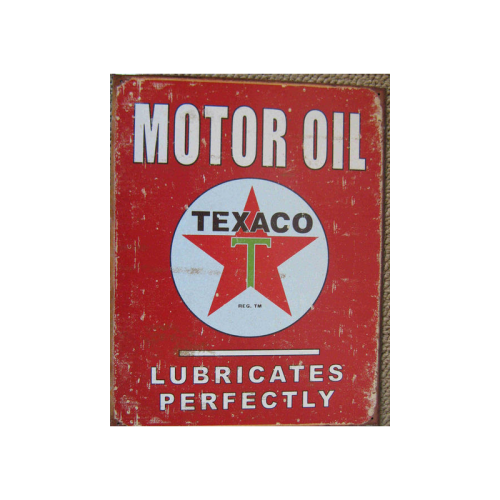 MOTOR OIL
TEXACO
T
REG. TM
LUBRICATES
PERFECTLY